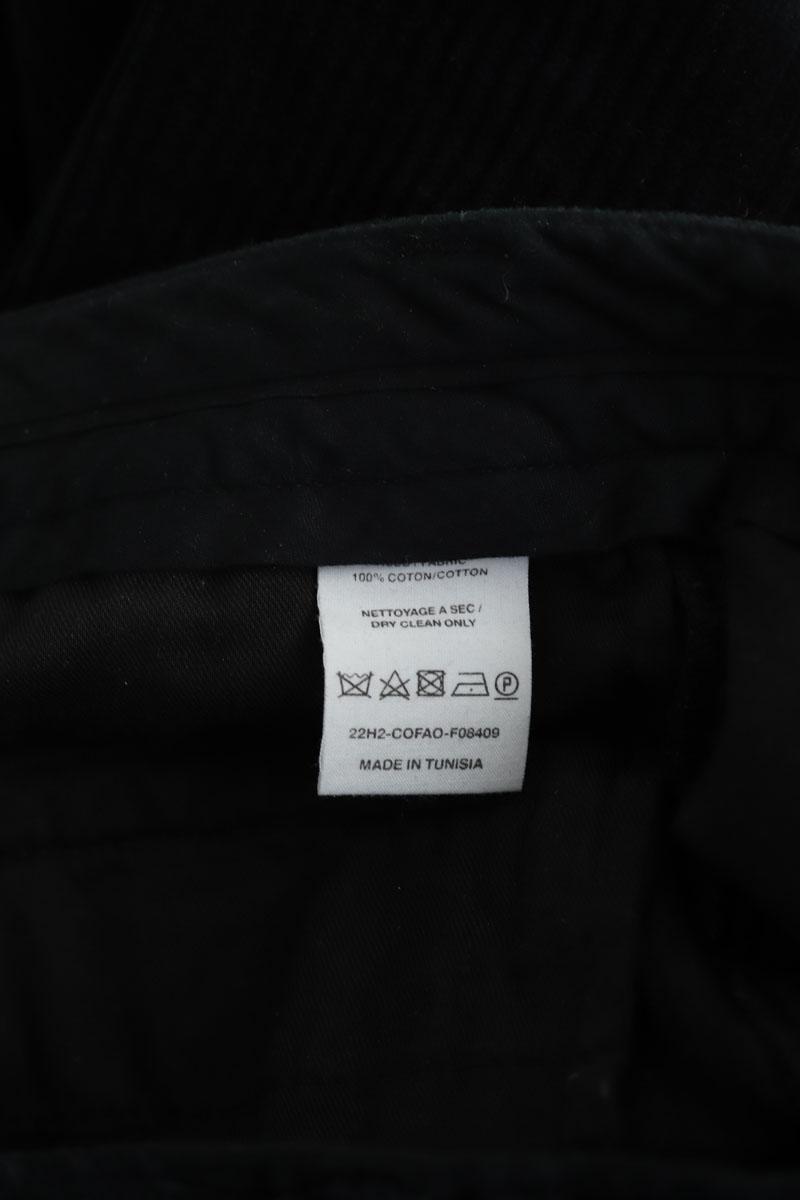 100% COTON/COTTON
NETTOYAGE A SEC /
DRY CLEAN ONLY
P
22H2-COFAO-F08409
MADE IN TUNISIA